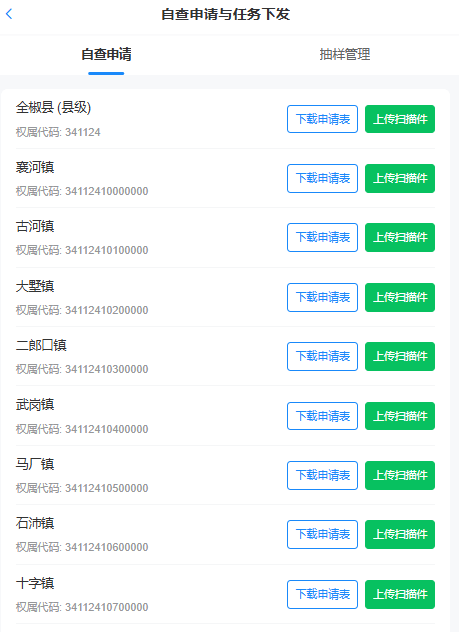 自查申请与任务下发
自查申请 抽样管理
全椒县 (县级)
权属代码: 341124
下载申请表 上传扫描件
襄河镇
权属代码: 34112410000000
下载申请表 上传扫描件
古河镇
权属代码: 34112410100000
下载申请表 上传扫描件
大墅镇
权属代码: 34112410200000
下载申请表 上传扫描件
二郎口镇
权属代码: 34112410300000
下载申请表 上传扫描件
武岗镇
权属代码: 34112410400000
下载申请表 上传扫描件
马厂镇
权属代码: 34112410500000
下载申请表 上传扫描件
石沛镇
权属代码: 34112410600000
下载申请表 上传扫描件
十字镇
权属代码: 34112410700000
下载申请表 上传扫描件